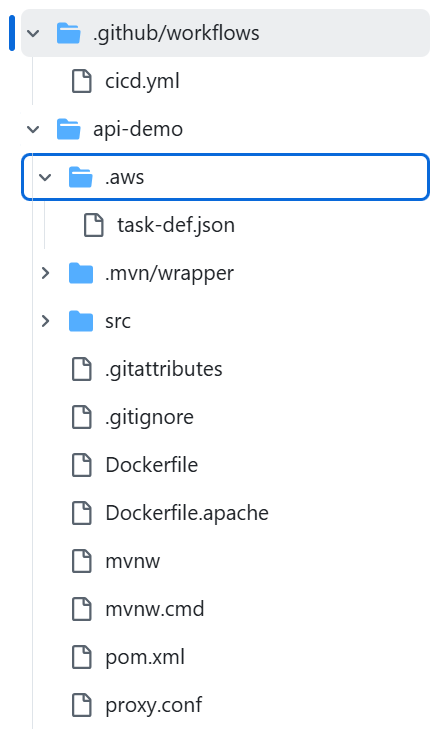 .github/workflows
cicd.yml
api-demo
.aws
task-def.json
.mvn/wrapper
src
.gitattributes
.gitignore
Dockerfile
Dockerfile.apache
mvnw
mvnw.cmd
pom.xml
proxy.conf